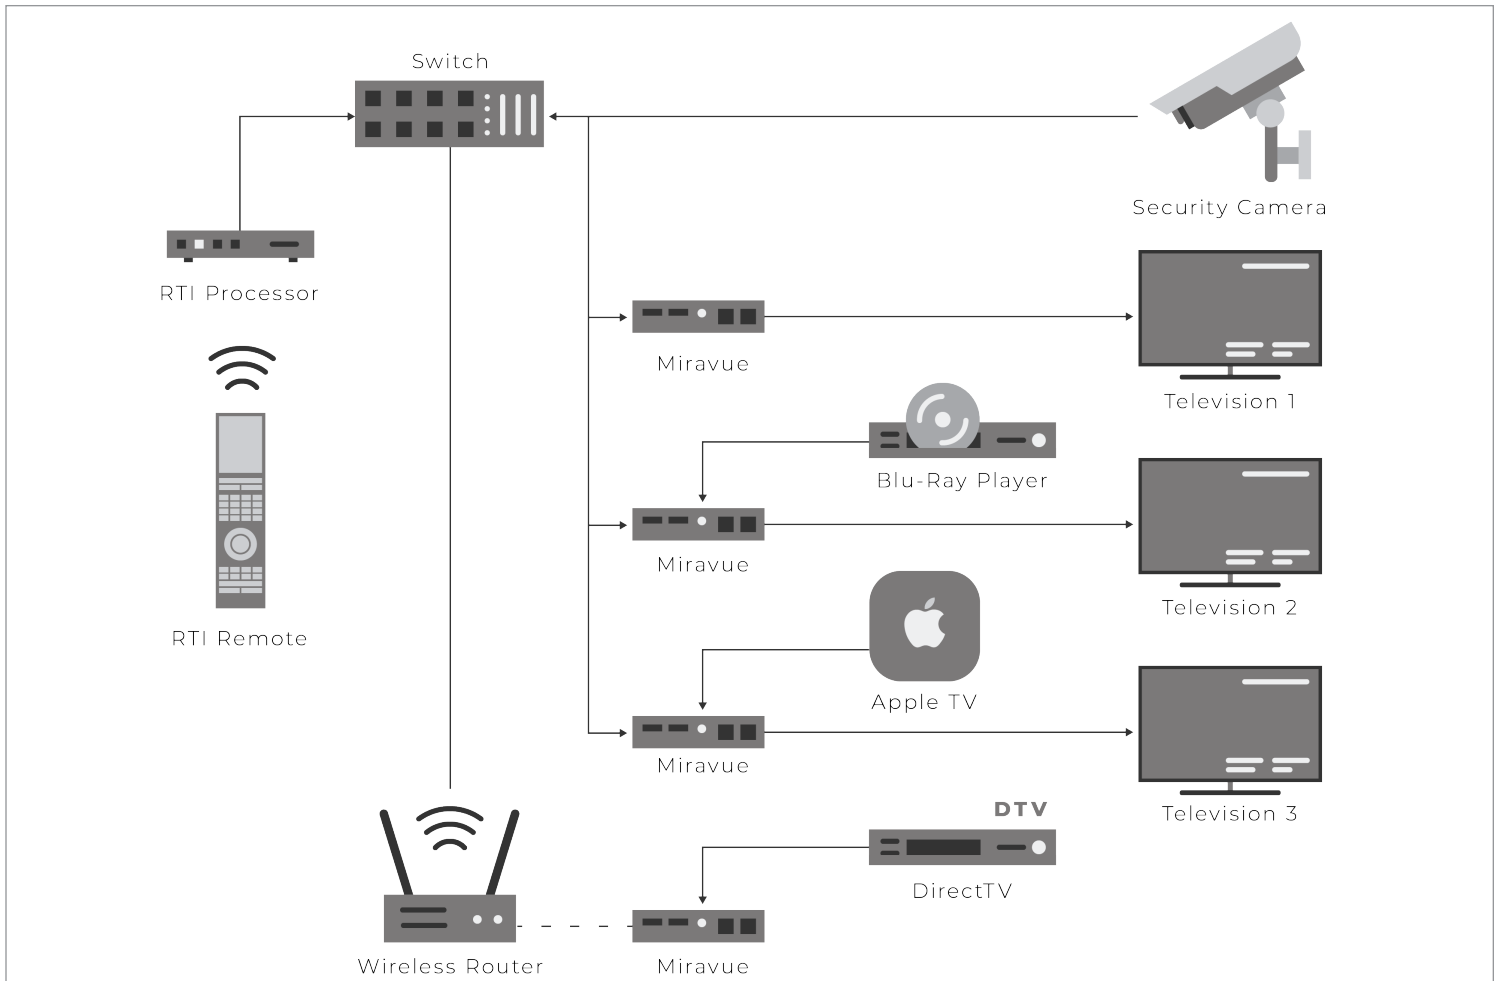 Switch
Security Camera
RTI Processor
Miravue
Television 1
Blu-Ray Player
Miravue
Television 2
RTI Remote
Apple TV
Miravue
Television 3
DTV
DirectTV
Wireless Router
Miravue